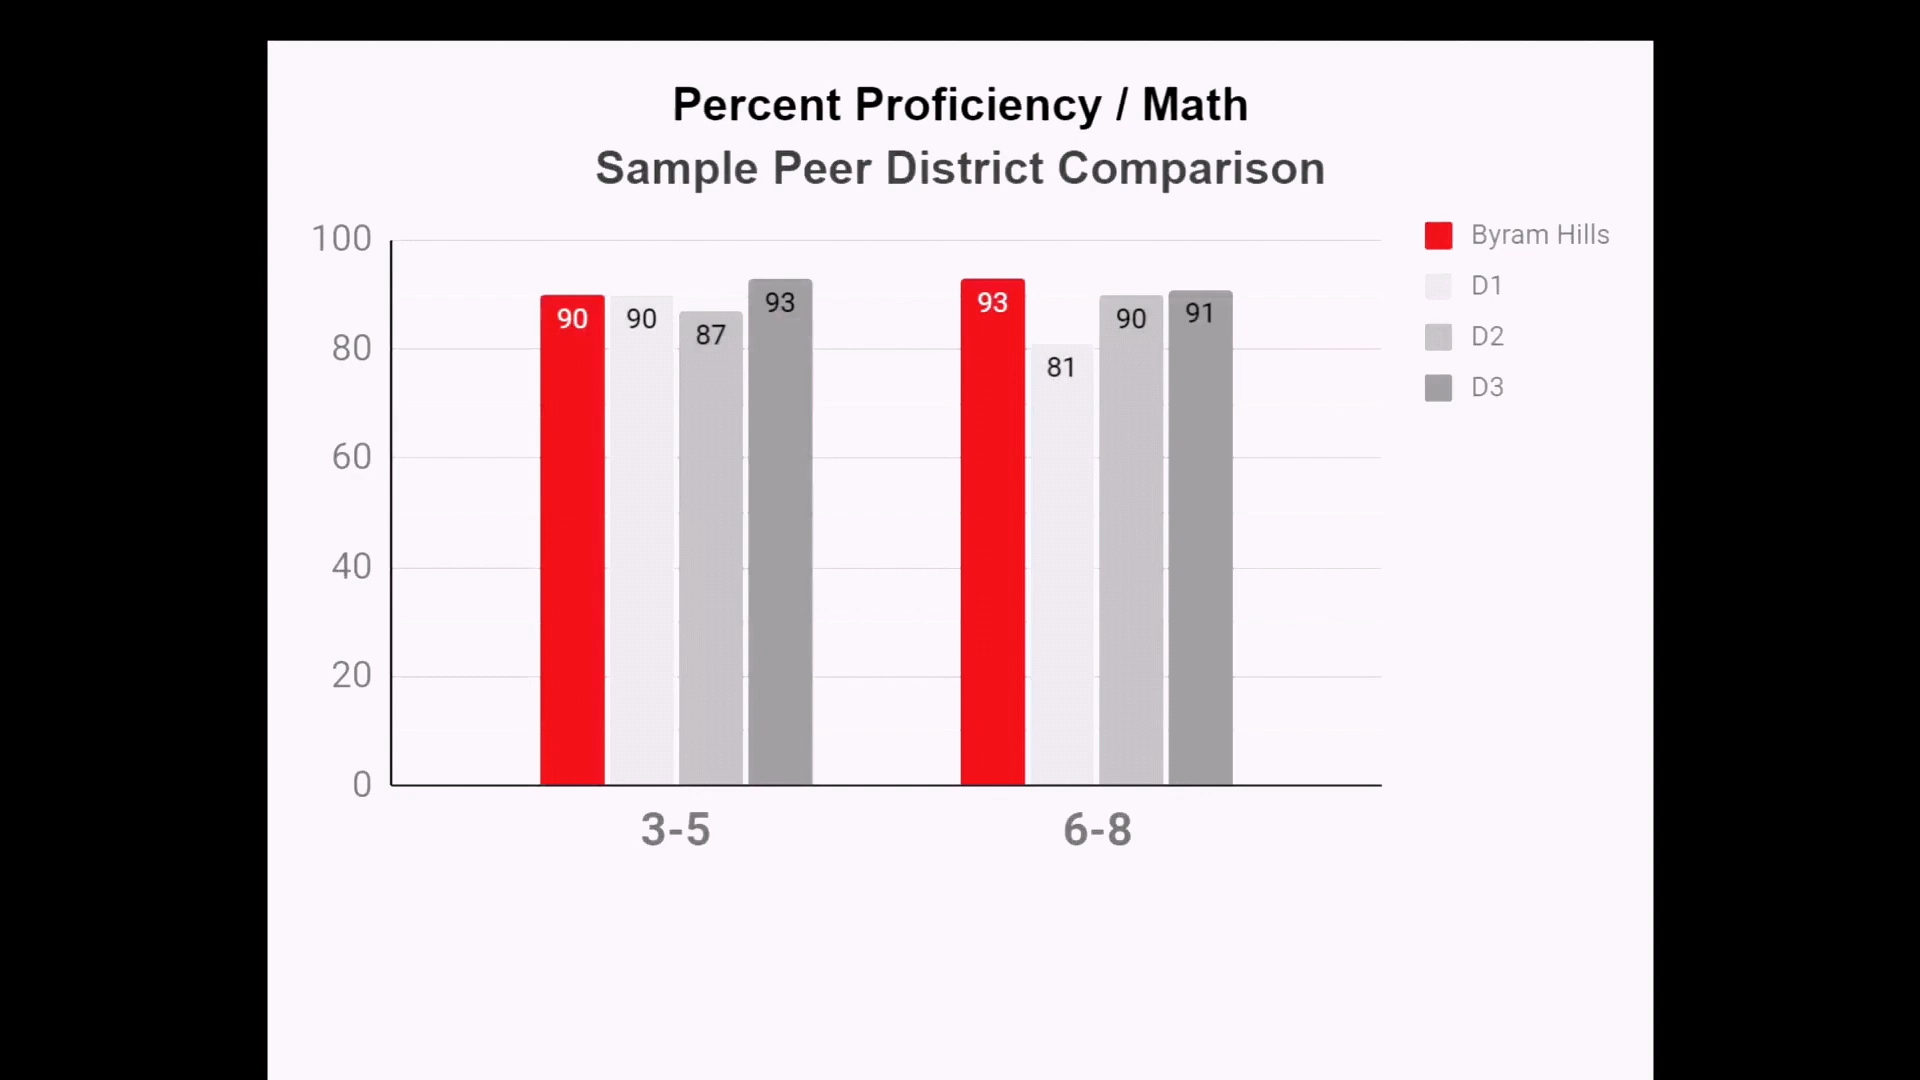 Percent Proficiency / Math
Sample Peer District Comparison
100
80
60
40
20
0
90
90
87
93
93
81
90
91
3-5
6-8
Byram Hills
D1
D2
D3